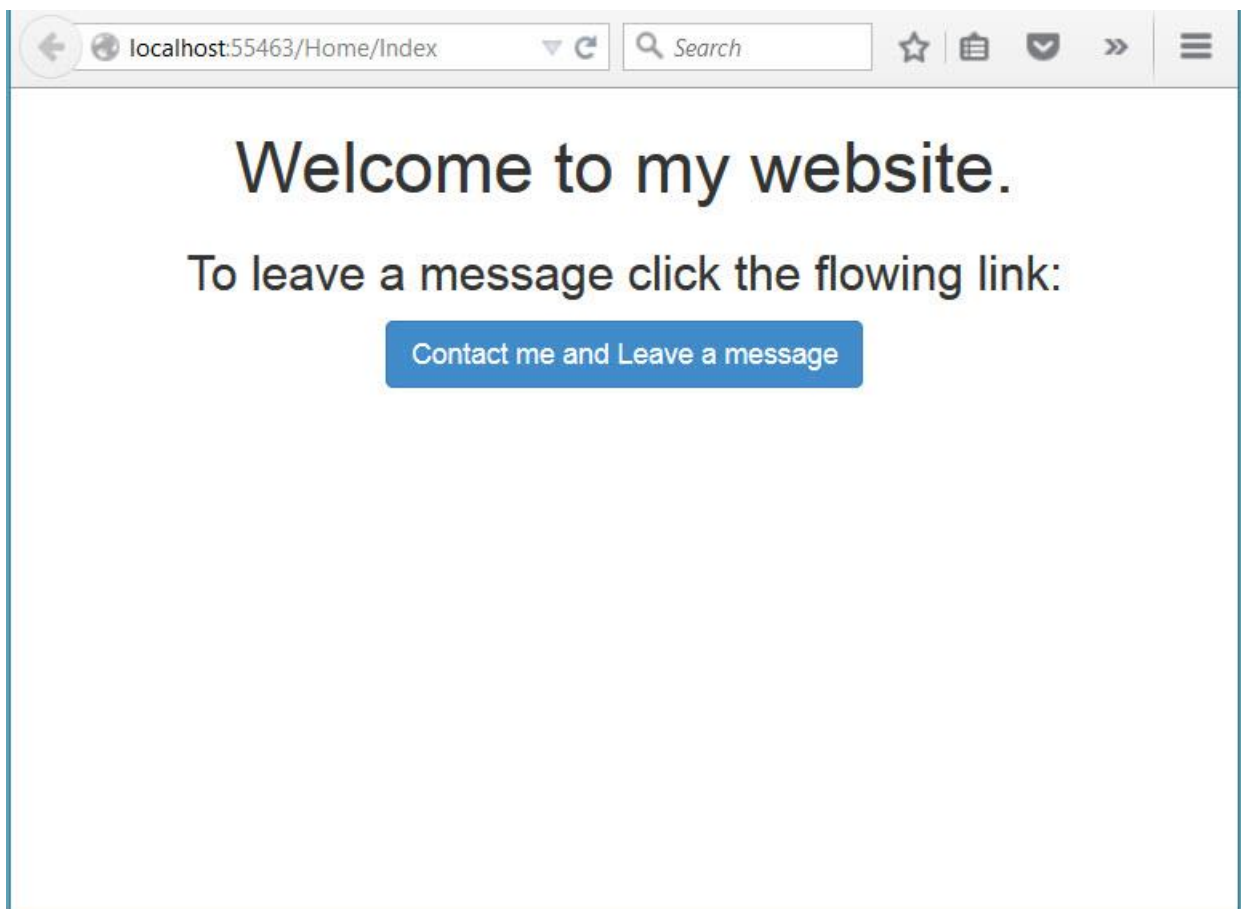 localhost:55463/Home/Index
Search
Welcome to my website.
To leave a message click the flowing link:
Contact me and Leave a message